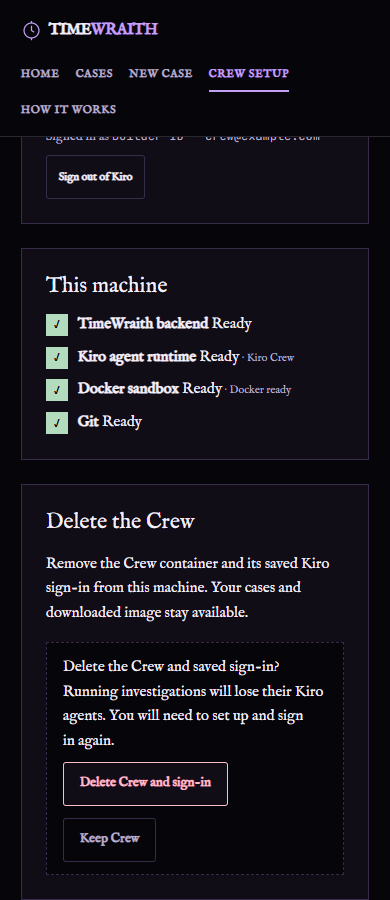 TIMEWRAITH
HOME CASES NEW CASE CREW SETUP
HOW IT WORKS
Signed in as
Sign out of Kiro
This machine
✓ TimeWraith backend Ready
✓ Kiro agent runtime Ready · Kiro Crew
✓ Docker sandbox Ready · Docker ready
✓ Git Ready
Delete the Crew
Remove the Crew container and its saved Kiro
sign-in from this machine. Your cases and
downloaded image stay available.
Delete the Crew and saved sign-in?
Running investigations will lose their Kiro
agents. You will need to set up and sign
in again.
Delete Crew and sign-in
Keep Crew